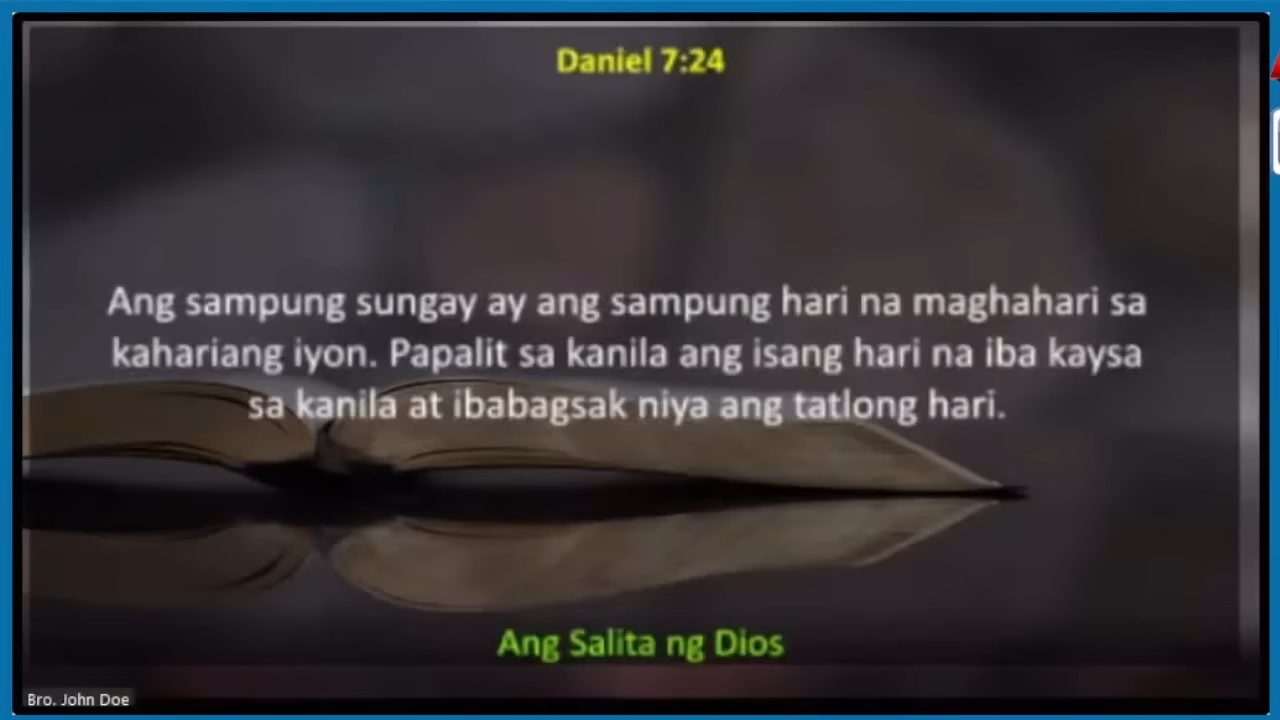 Daniel 7:24
Ang sampung sungay ay ang sampung hari na maghahari sa
kahariang iyon. Papalit sa kanila ang isang hari na iba kaysa
sa kanila at ibabagsak niya ang tatlong hari.
Ang Salita ng Dios
Bro. John Doe